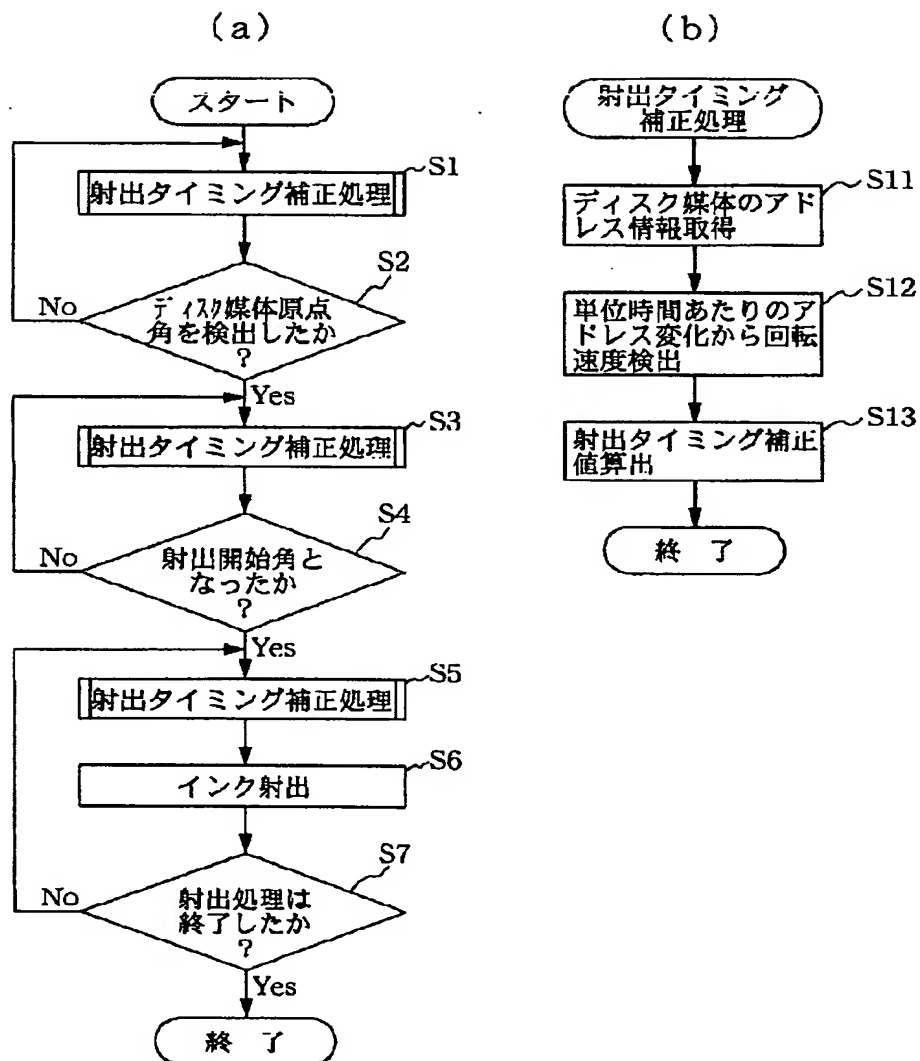 (a)
スタート
射出タイミング補正処理
S1
S2
ディスク媒体原点
角を検出したか
?
No
Yes
射出タイミング補正処理
S3
S4
射出開始角と
なったか
?
No
Yes
射出タイミング補正処理
S5
インク射出
S6
S7
射出処理は
終了したか
?
No
Yes
終 了
(b)
射出タイミング
補正処理
S11
ディスク媒体のアド
レス情報取得
S12
単位時間あたりのア
ドレス変化から回転
速度検出
S13
射出タイミング補正
値算出
終 了